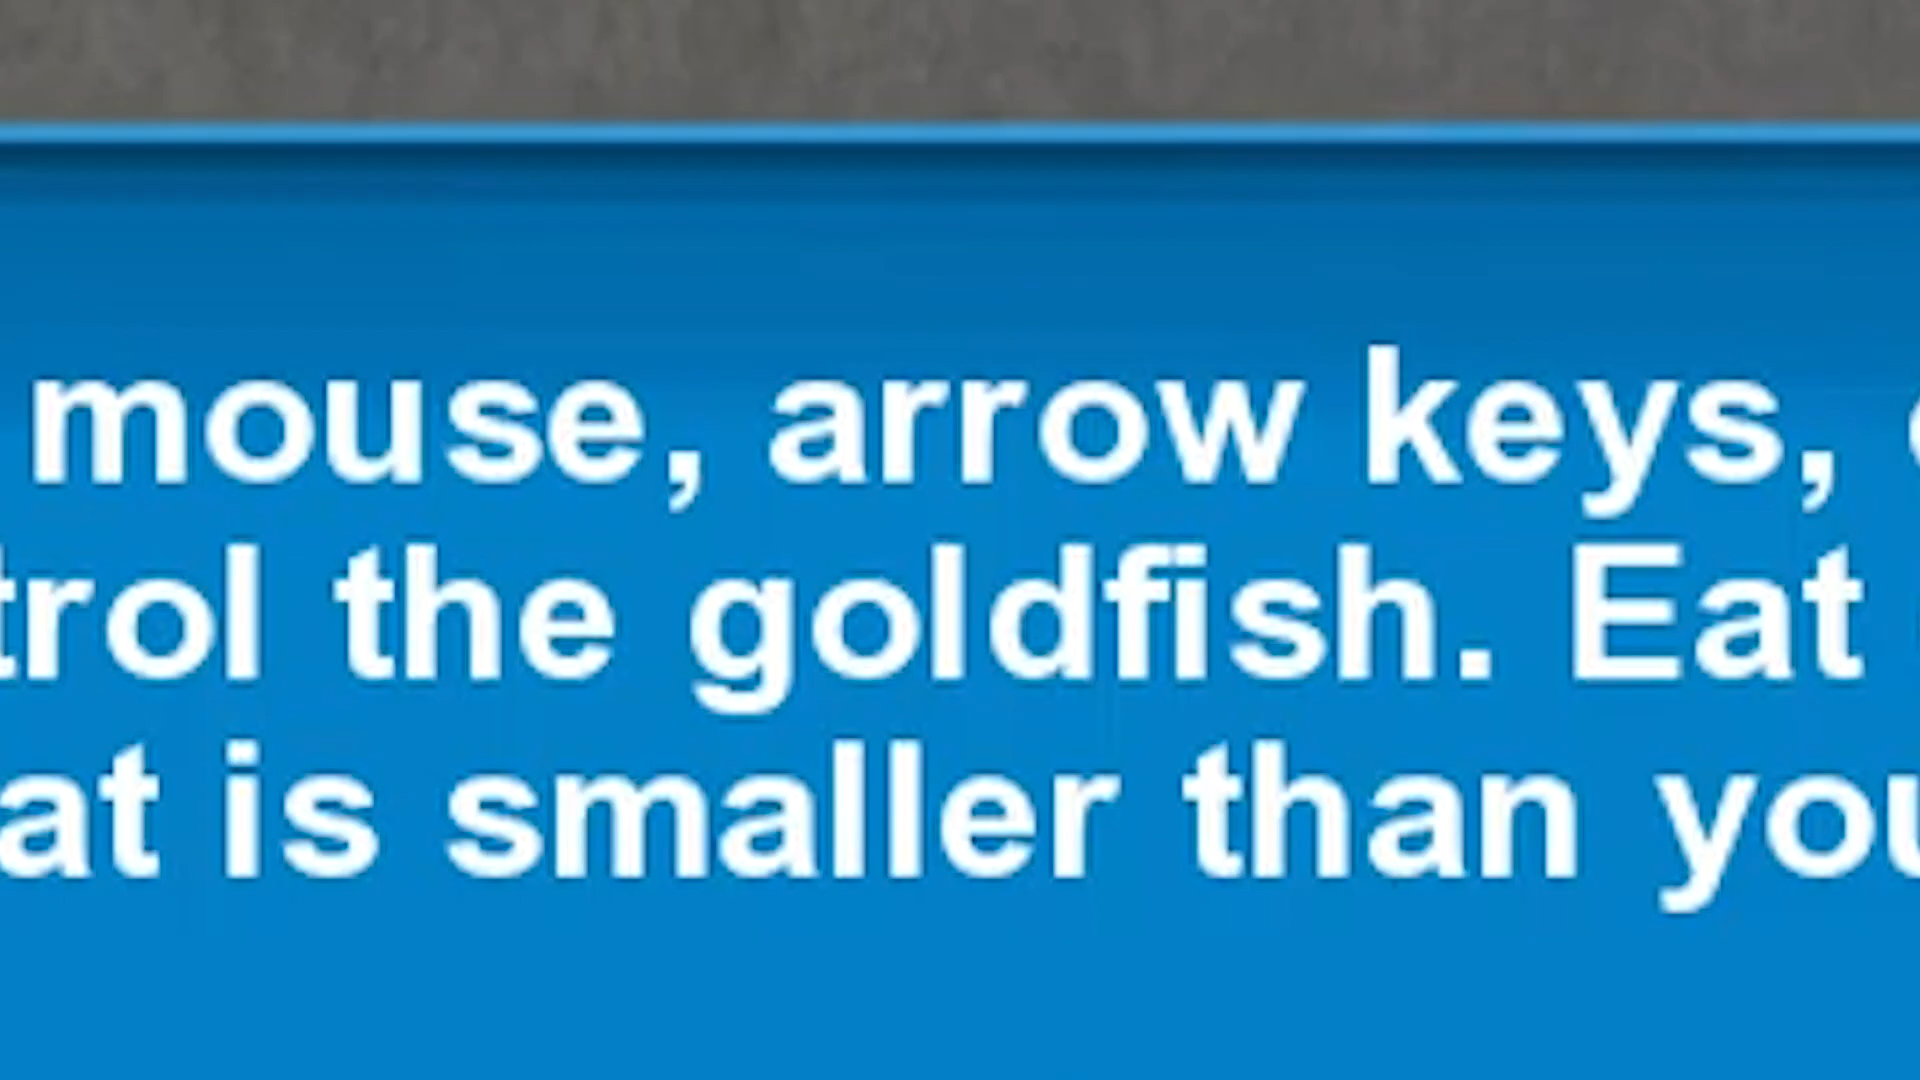 mouse, arrow keys,
trol the goldfish. Eat
at is smaller than you